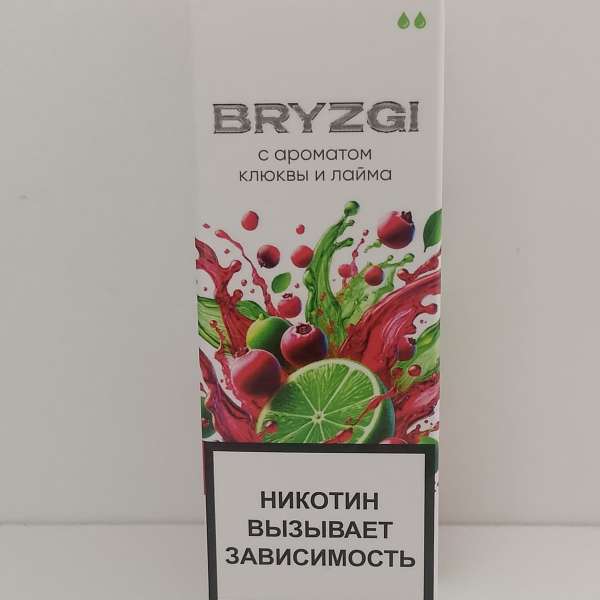 BRYZGI
с ароматом
клюквы и лайма
НИКОТИН
ВЫЗЫВАЕТ
ЗАВИСИМОСТЬ